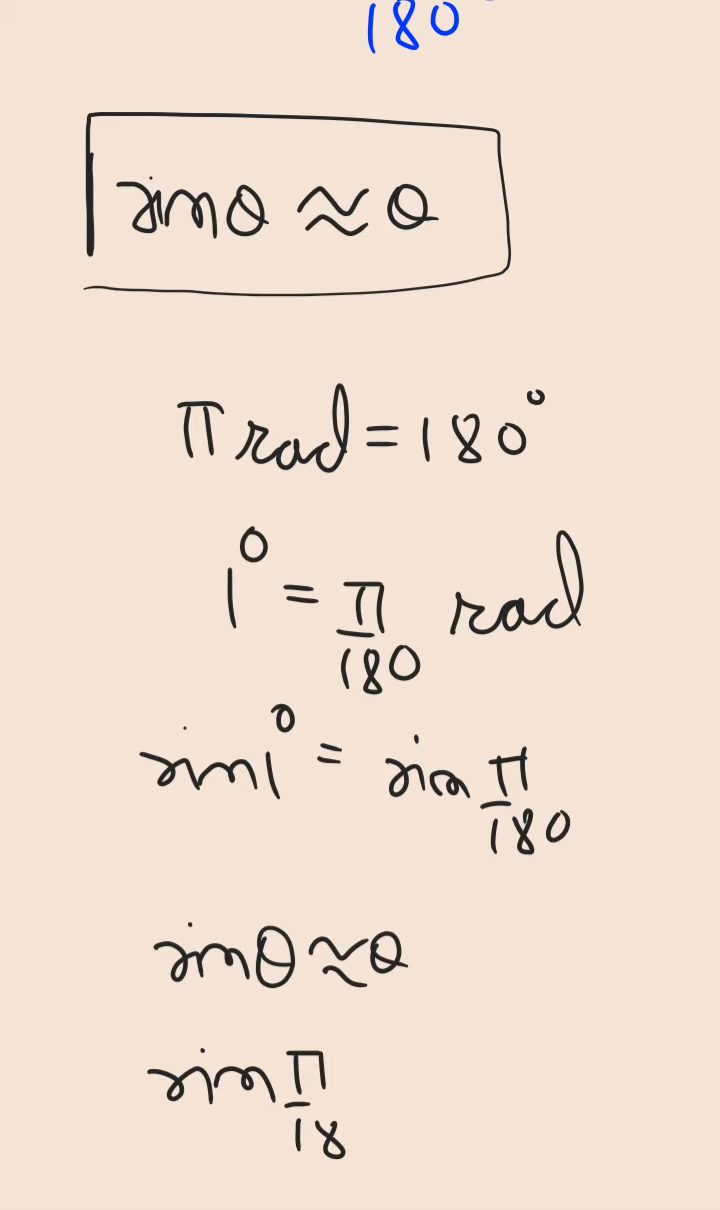 180°
sinθ ≈ θ
π rad = 180°
1° = π/180 rad
sin1° = sin π/180
sinθ ≈ θ
sin π/18